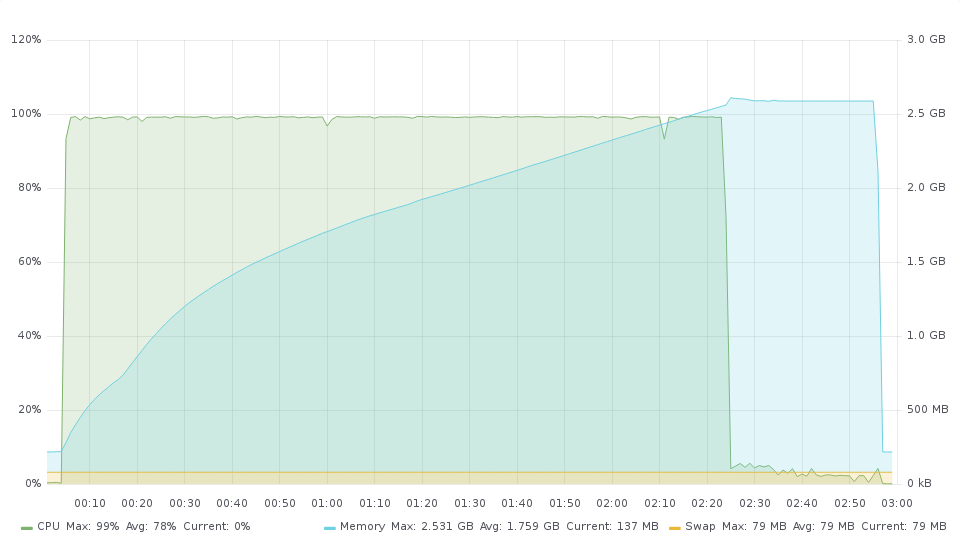 120% 3.0 GB
100% 2.5 GB
80% 2.0 GB
60% 1.5 GB
40% 1.0 GB
20% 500 MB
0% 0 kB
00:10 00:20 00:30 00:40 00:50 01:00 01:10 01:20 01:30 01:40 01:50 02:00 02:10 02:20 02:30 02:40 02:50 03:00
CPU Max: 99% Avg: 78% Current: 0% Memory Max: 2.531 GB Avg: 1.759 GB Current: 137 MB Swap Max: 79 MB Avg: 79 MB Current: 79 MB